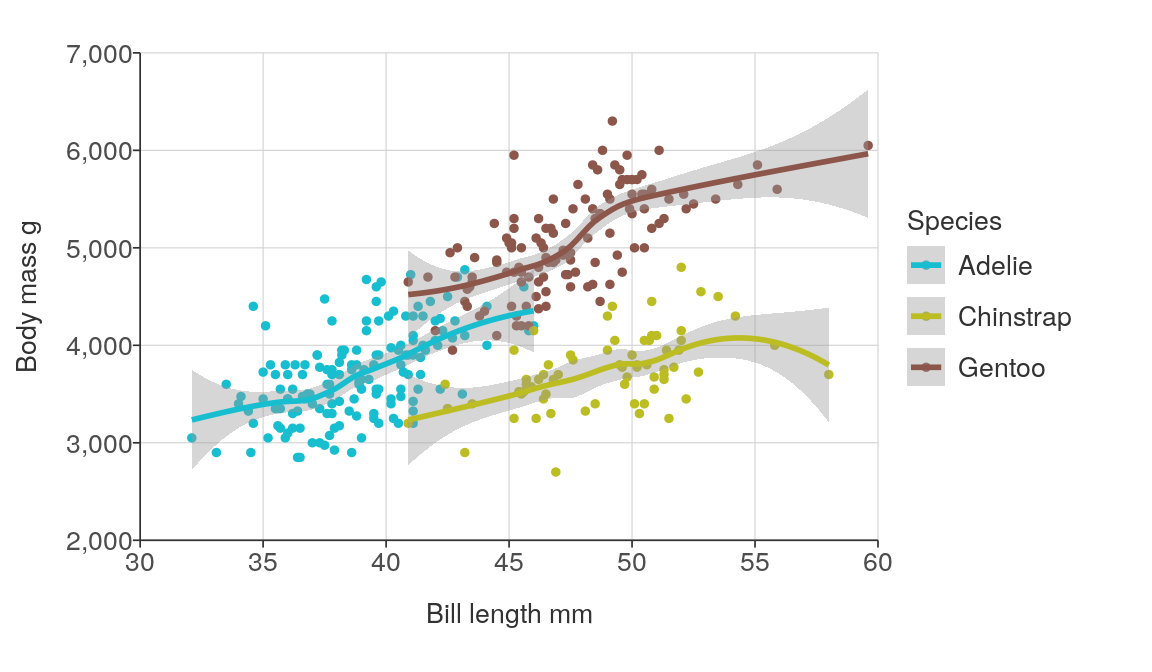 7,000
6,000
5,000
4,000
3,000
2,000
Body mass g
30 35 40 45 50 55 60
Bill length mm
Species
Adelie
Chinstrap
Gentoo